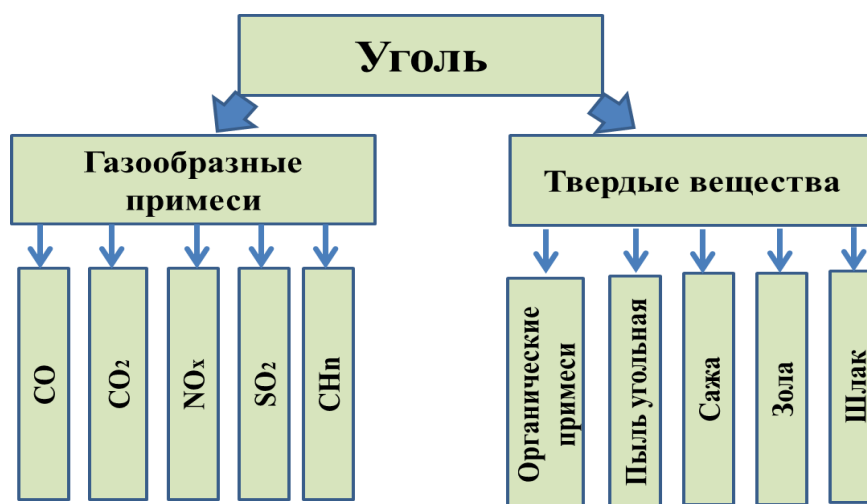 Уголь
Газообразные
примеси
Твердые вещества
CO
CO₂
NOₓ
SO₂
CHn
Органические
примеси
Пыль угольная
Сажа
Зола
Шлак